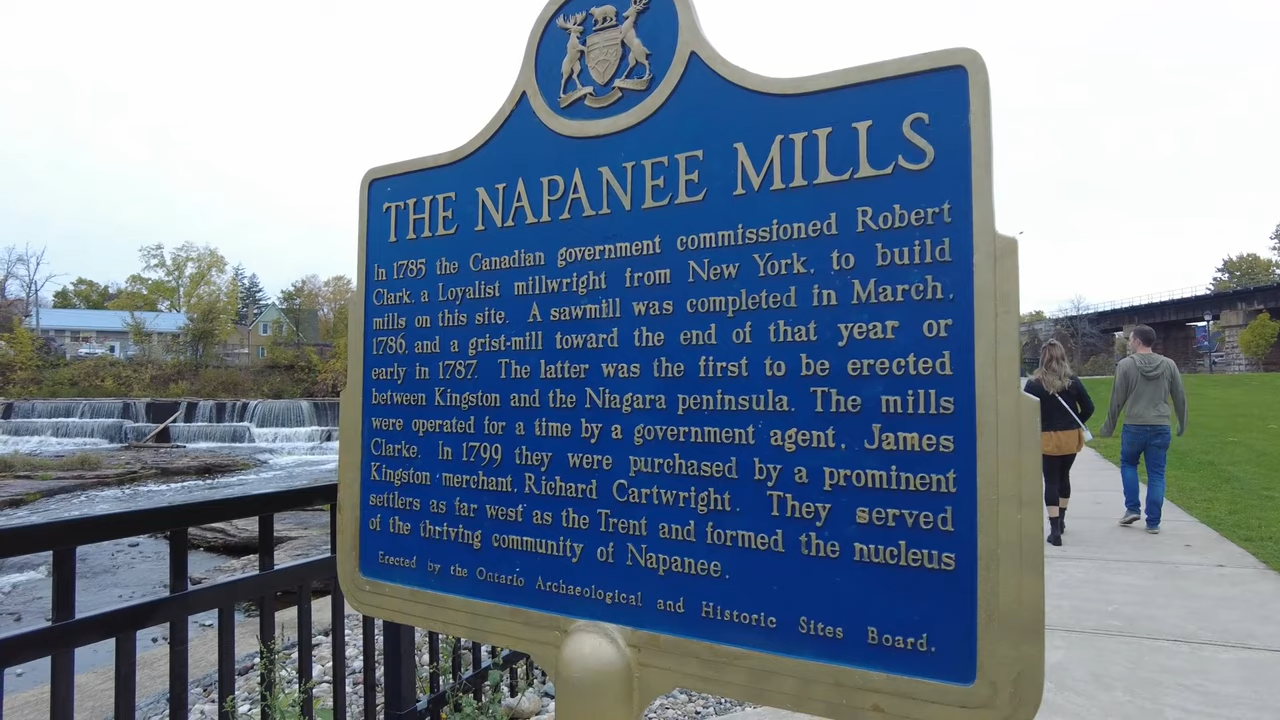 THE NAPANEE MILLS
In 1785 the Canadian government commissioned Robert
Clark, a Loyalist millwright from New York, to build
mills on this site. A sawmill was completed in March,
1786, and a grist-mill toward the end of that year or
early in 1787. The latter was the first to be erected
between Kingston and the Niagara peninsula. The mills
were operated for a time by a government agent, James
Clarke. In 1799 they were purchased by a prominent
Kingston merchant, Richard Cartwright. They served
settlers as far west as the Trent and formed the nucleus
of the thriving community of Napanee.
Erected by the Ontario Archaeological and Historic Sites Board.